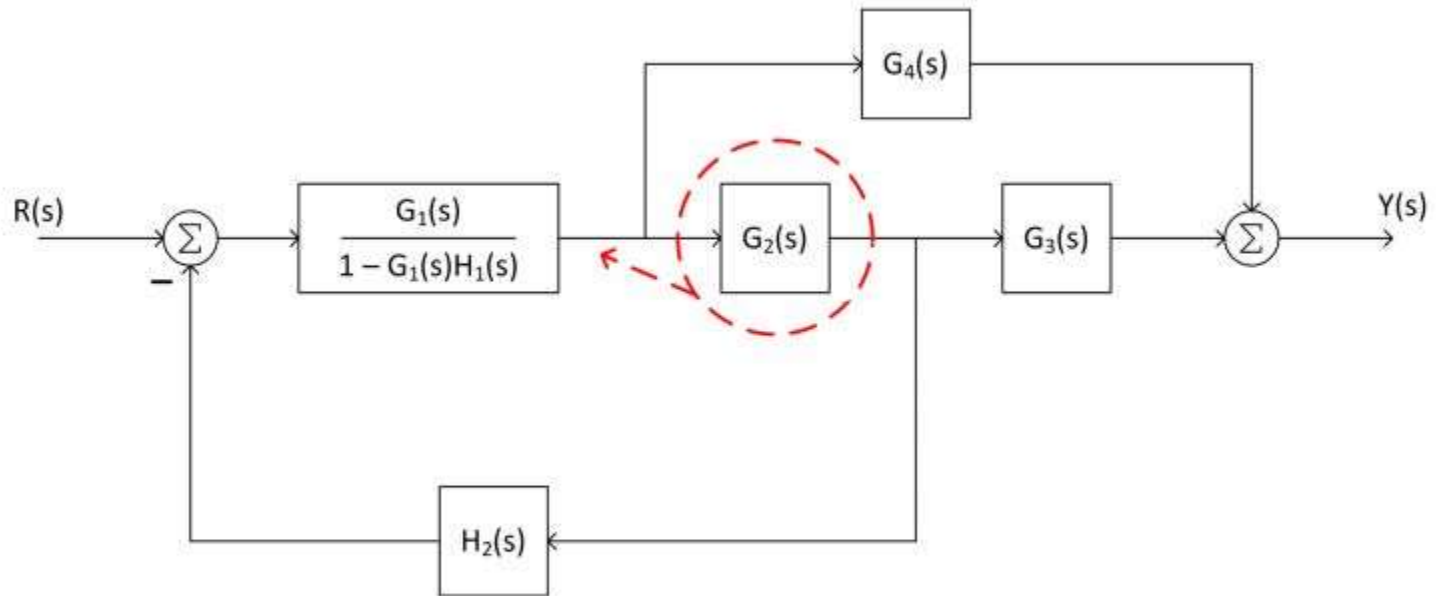 G₄(s)
R(s)
Σ
G₁(s)
1 – G₁(s)H₁(s)
G₂(s)
G₃(s)
Σ
Y(s)
–
H₂(s)